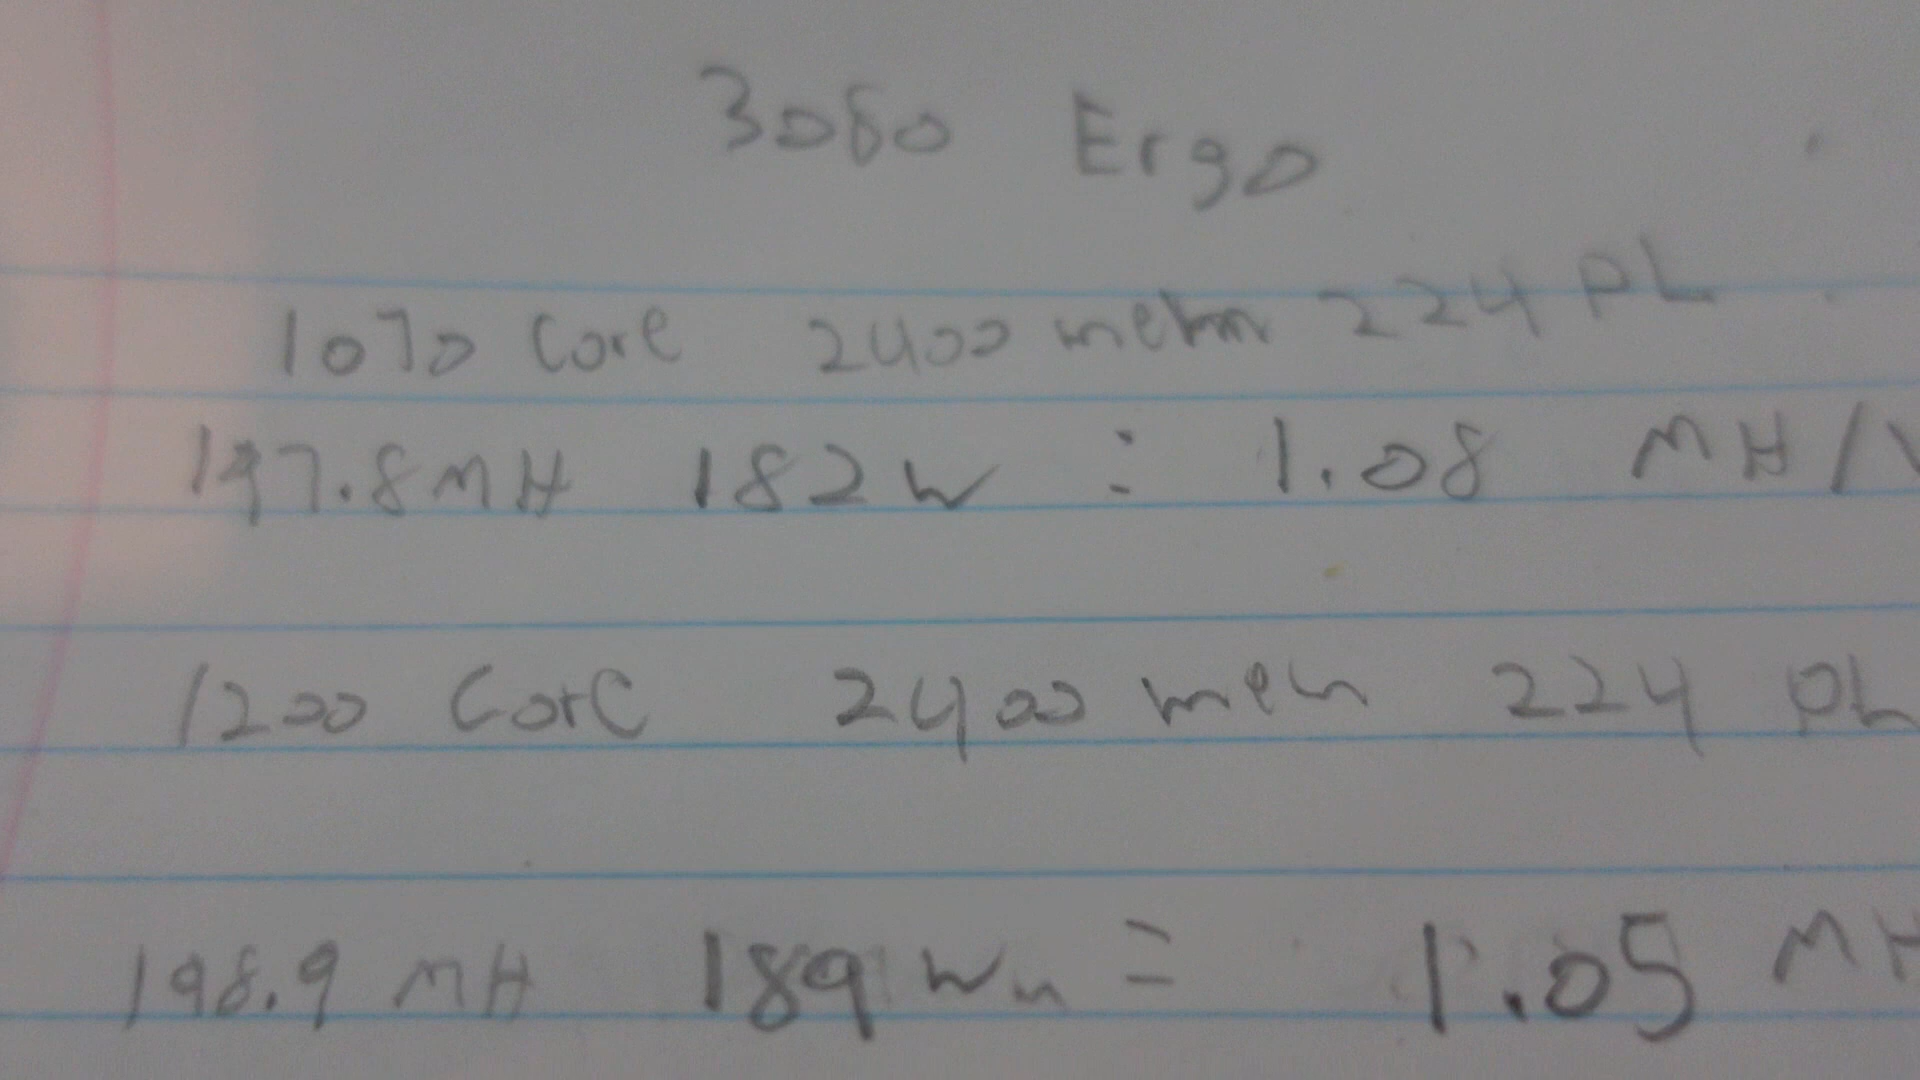 3080 Ergo
1070 Core 2400 mem 224 PL
197.8 MH 182 W = 1.08 MH/
1200 Core 2400 mem 224 PL
198.9 MH 189 W = 1.05 MH